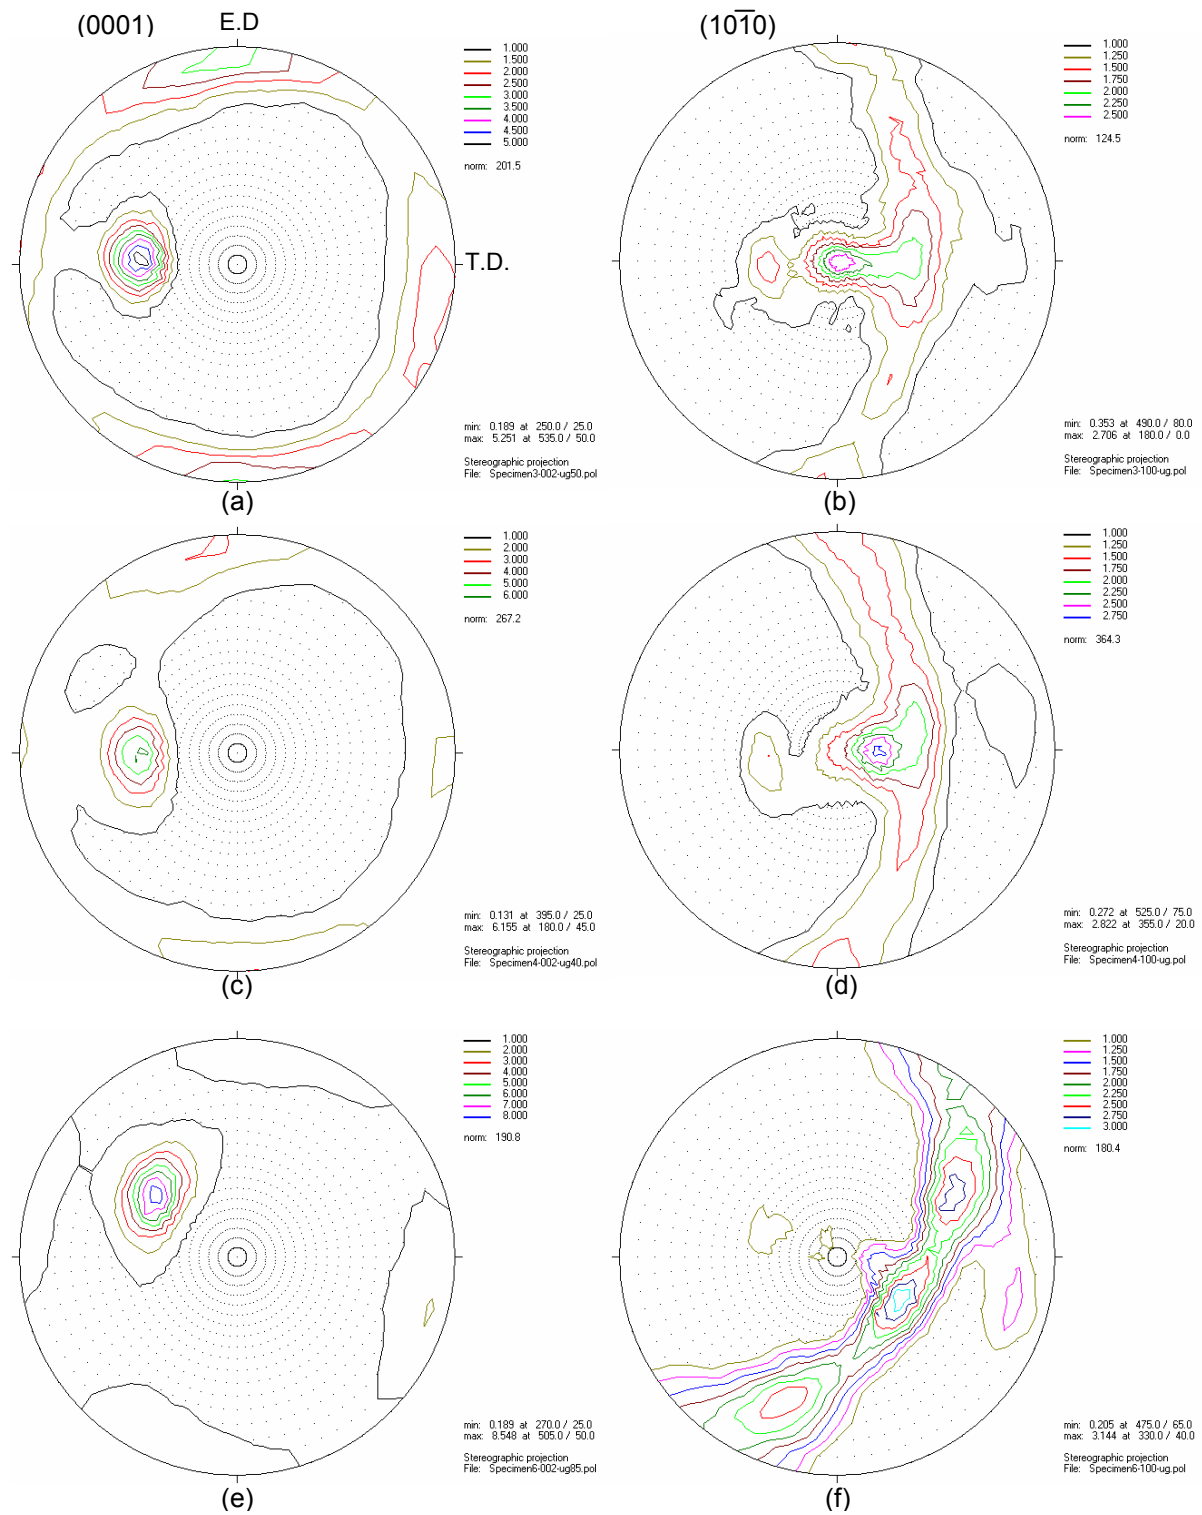 (0001)
E.D
(10͞1͞0)
1.000
1.500
2.000
2.500
3.000
3.500
4.000
4.500
5.000
norm: 201.5
T.D.
min: 0.189 at 250.0 / 25.0
max: 5.251 at 535.0 / 50.0
Stereographic projection
File: Specimen3-002-ug50.pol
(a)
1.000
1.250
1.500
1.750
2.000
2.250
2.500
norm: 124.5
min: 0.353 at 490.0 / 80.0
max: 2.706 at 180.0 / 0.0
Stereographic projection
File: Specimen3-100-ug.pol
(b)
1.000
2.000
3.000
4.000
5.000
6.000
norm: 267.2
min: 0.131 at 395.0 / 25.0
max: 6.155 at 180.0 / 45.0
Stereographic projection
File: Specimen4-002-ug40.pol
(c)
1.000
1.250
1.500
1.750
2.000
2.250
2.500
2.750
norm: 364.3
min: 0.272 at 525.0 / 75.0
max: 2.822 at 355.0 / 20.0
Stereographic projection
File: Specimen4-100-ug.pol
(d)
1.000
2.000
3.000
4.000
5.000
6.000
7.000
8.000
norm: 190.8
min: 0.189 at 270.0 / 25.0
max: 8.548 at 505.0 / 50.0
Stereographic projection
File: Specimen6-002-ug85.pol
(e)
1.000
1.250
1.500
1.750
2.000
2.250
2.500
2.750
3.000
norm: 180.4
min: 0.205 at 475.0 / 65.0
max: 3.144 at 330.0 / 40.0
Stereographic projection
File: Specimen6-100-ug.pol
(f)